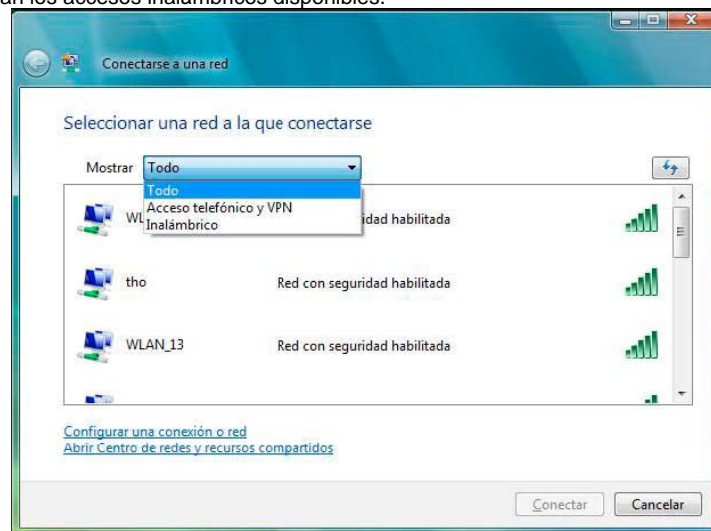 an los accesos inalámbricos disponibles.
Conectarse a una red
Seleccionar una red a la que conectarse
Mostrar Todo
Todo
Acceso telefónico y VPN
Inalámbrico
habilitada
tho Red con seguridad habilitada
WLAN_13 Red con seguridad habilitada
Configurar una conexión o red
Abrir Centro de redes y recursos compartidos
Conectar Cancelar